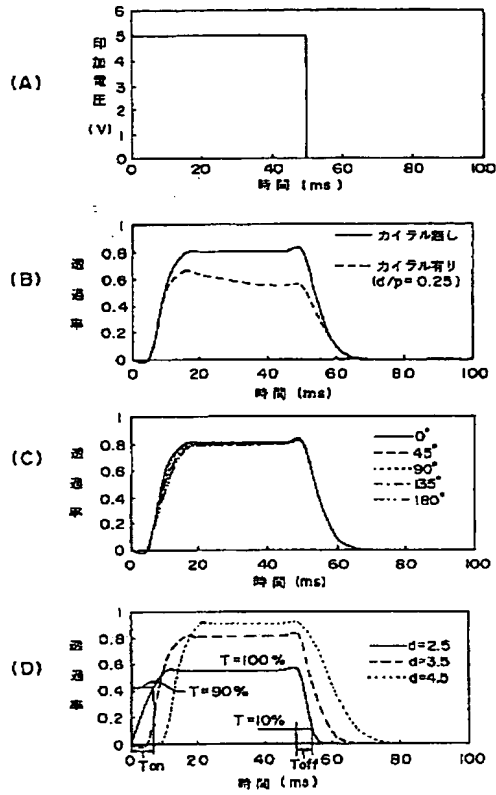 (A)
印加電圧 (V)
6
5
4
3
2
1
0
0 20 40 60 80 100
時間 (ms)
(B)
透過率
1
0.8
0.6
0.4
0.2
0
カイラル無し
カイラル有り
(d/p=0.25)
0 20 40 60 80 100
時間 (ms)
(C)
透過率
1
0.8
0.6
0.4
0.2
0
0°
45°
90°
135°
180°
0 20 40 60 80 100
時間 (ms)
(D)
透過率
1
0.8
0.6
0.4
0.2
0
d=2.5
d=3.5
d=4.5
T=100%
T=90%
T=10%
Ton
Toff
0 20 40 60 80 100
時間 (ms)